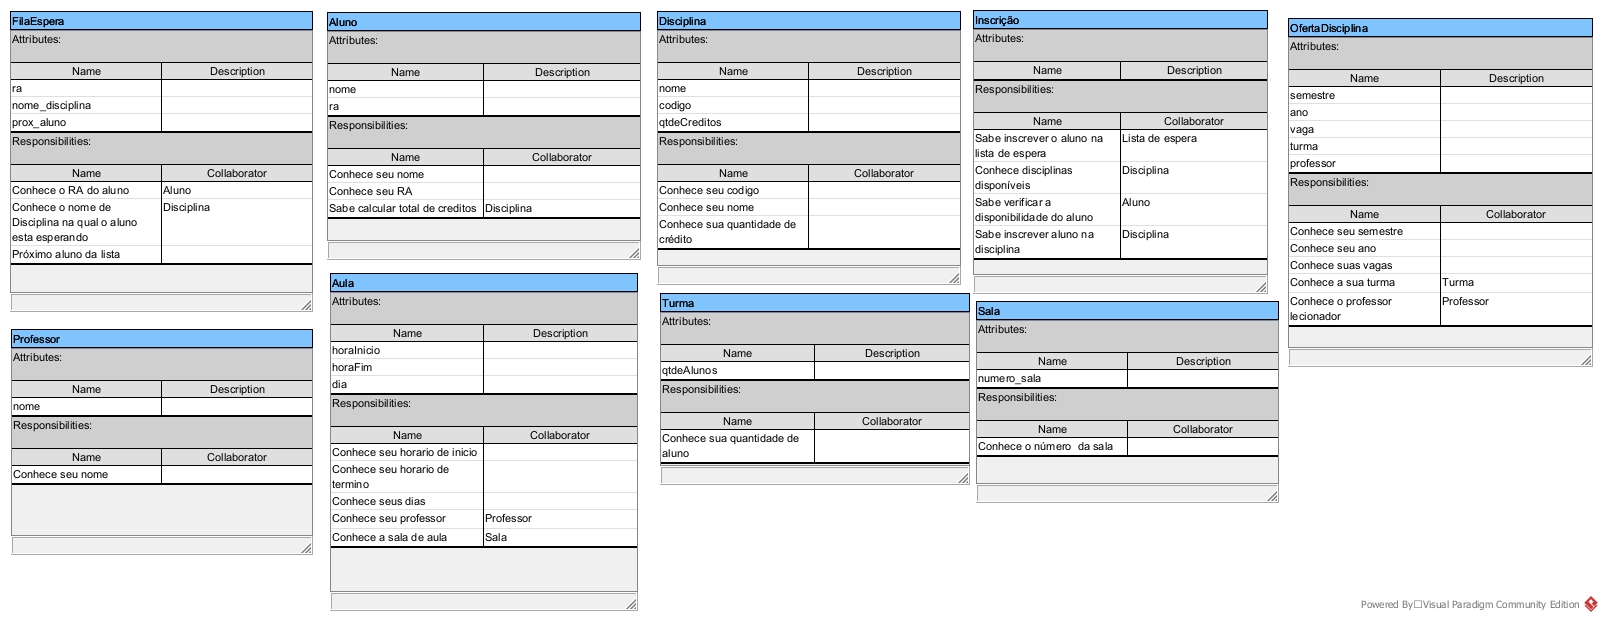 FilaEspera
Attributes:
Name Description
ra
nome_disciplina
prox_aluno
Responsibilities:
Name Collaborator
Conhece o RA do aluno Aluno
Conhece o nome de Disciplina
Disciplina na qual o aluno
esta esperando
Próximo aluno da lista
Aluno
Attributes:
Name Description
nome
ra
Responsibilities:
Name Collaborator
Conhece seu nome
Conhece seu RA
Sabe calcular total de creditos Disciplina
Disciplina
Attributes:
Name Description
nome
codigo
qtdeCreditos
Responsibilities:
Name Collaborator
Conhece seu codigo
Conhece seu nome
Conhece sua quantidade de
crédito
Inscrição
Attributes:
Name Description
Responsibilities:
Name Collaborator
Sabe inscrever o aluno na Lista de espera
lista de espera
Conhece disciplinas Disciplina
disponíveis
Sabe verificar a Aluno
disponibilidade do aluno
Sabe inscrever aluno na Disciplina
disciplina
OfertaDisciplina
Attributes:
Name Description
semestre
ano
vaga
turma
professor
Responsibilities:
Name Collaborator
Conhece seu semestre
Conhece seu ano
Conhece suas vagas
Conhece a sua turma Turma
Conhece o professor Professor
lecionador
Professor
Attributes:
Name Description
nome
Responsibilities:
Name Collaborator
Conhece seu nome
Aula
Attributes:
Name Description
horaInicio
horaFim
dia
Responsibilities:
Name Collaborator
Conhece seu horario de inicio
Conhece seu horario de
termino
Conhece seus dias
Conhece seu professor Professor
Conhece a sala de aula Sala
Turma
Attributes:
Name Description
qtdeAlunos
Responsibilities:
Name Collaborator
Conhece sua quantidade de
aluno
Sala
Attributes:
Name Description
numero_sala
Responsibilities:
Name Collaborator
Conhece o número da sala
Powered By□Visual Paradigm Community Edition